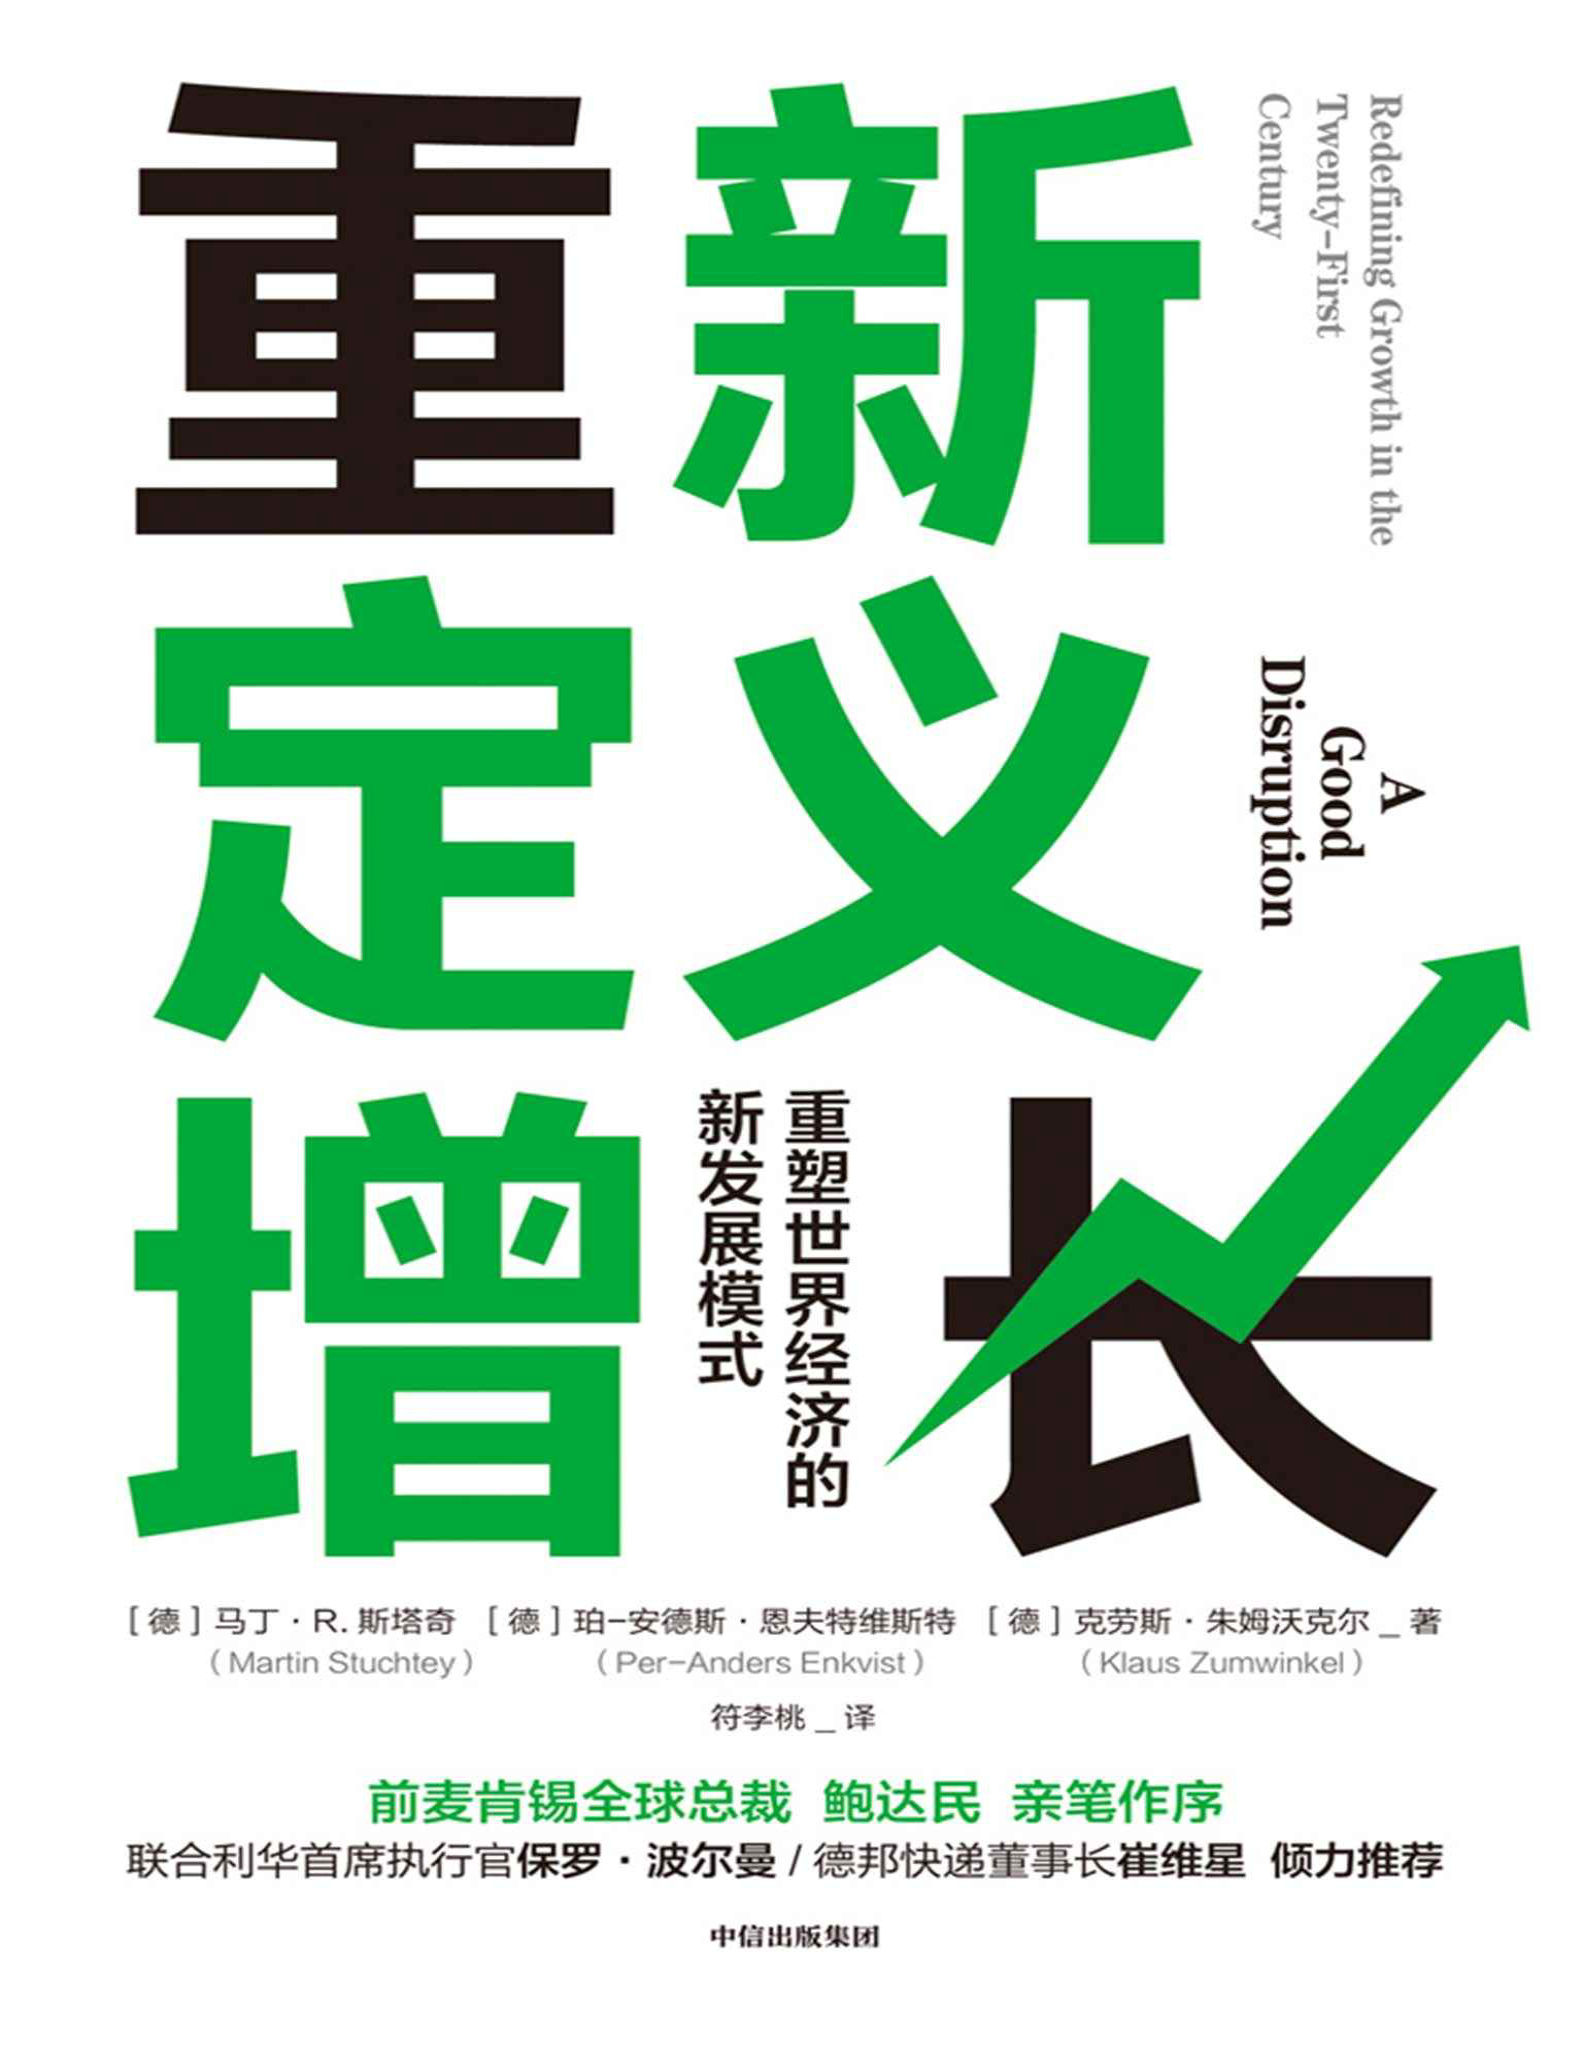 重新
定义
增长
Redefining Growth in the
Twenty-First
Century
A
Good
Disruption
重塑世界经济的
新发展模式
[德]马丁·R.斯塔奇 [德]珀-安德斯·恩夫特维斯特 [德]克劳斯·朱姆沃克尔_著
(Martin Stuchtey) (Per-Anders Enkvist) (Klaus Zumwinkel)
符李桃_译
前麦肯锡全球总裁 鲍达民 亲笔作序
联合利华首席执行官保罗·波尔曼/德邦快递董事长崔维星 倾力推荐
中信出版集团